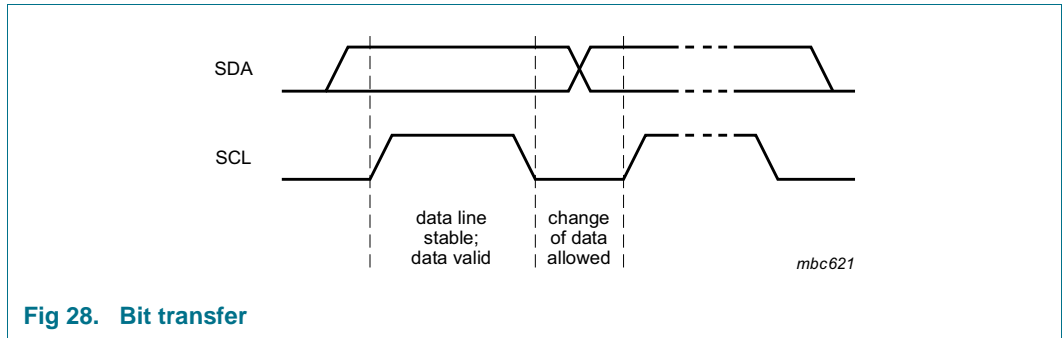 SDA
SCL
data line
stable;
data valid
change
of data
allowed
mbc621
Fig 28. Bit transfer